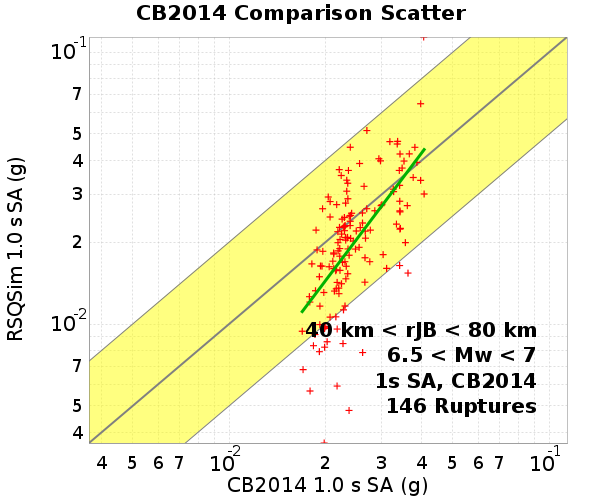 CB2014 Comparison Scatter
RSQSim 1.0 s SA (g)
10⁻¹
7
5
4
3
2
10⁻²
7
5
4
40 km < rJB < 80 km
6.5 < Mw < 7
1s SA, CB2014
146 Ruptures
4 5 6 7 10⁻² 2 3 4 5 6 7 10⁻¹
CB2014 1.0 s SA (g)